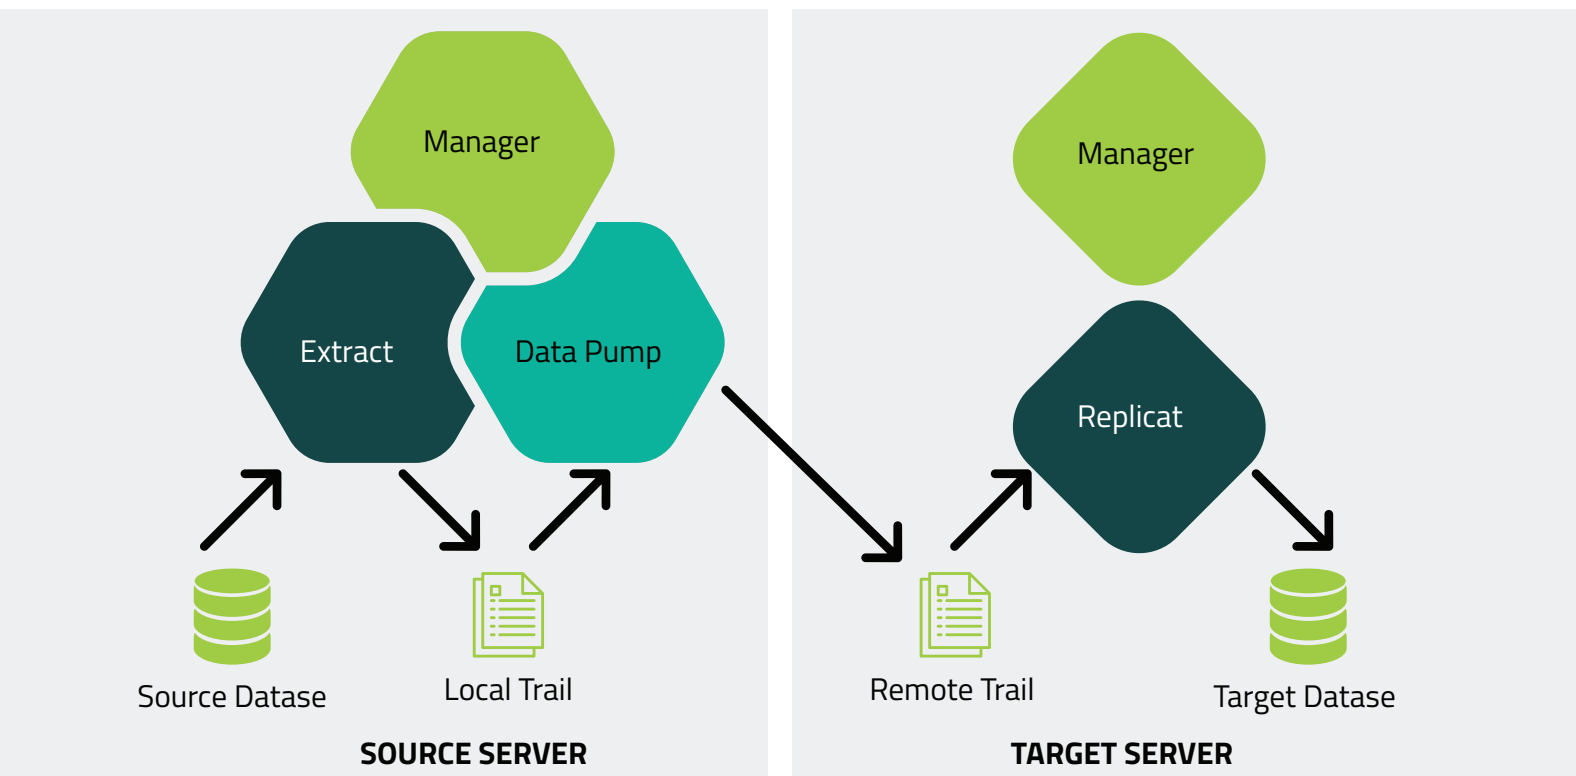 Manager
Extract
Data Pump
Source Datase
Local Trail
SOURCE SERVER
Manager
Replicat
Remote Trail
Target Datase
TARGET SERVER